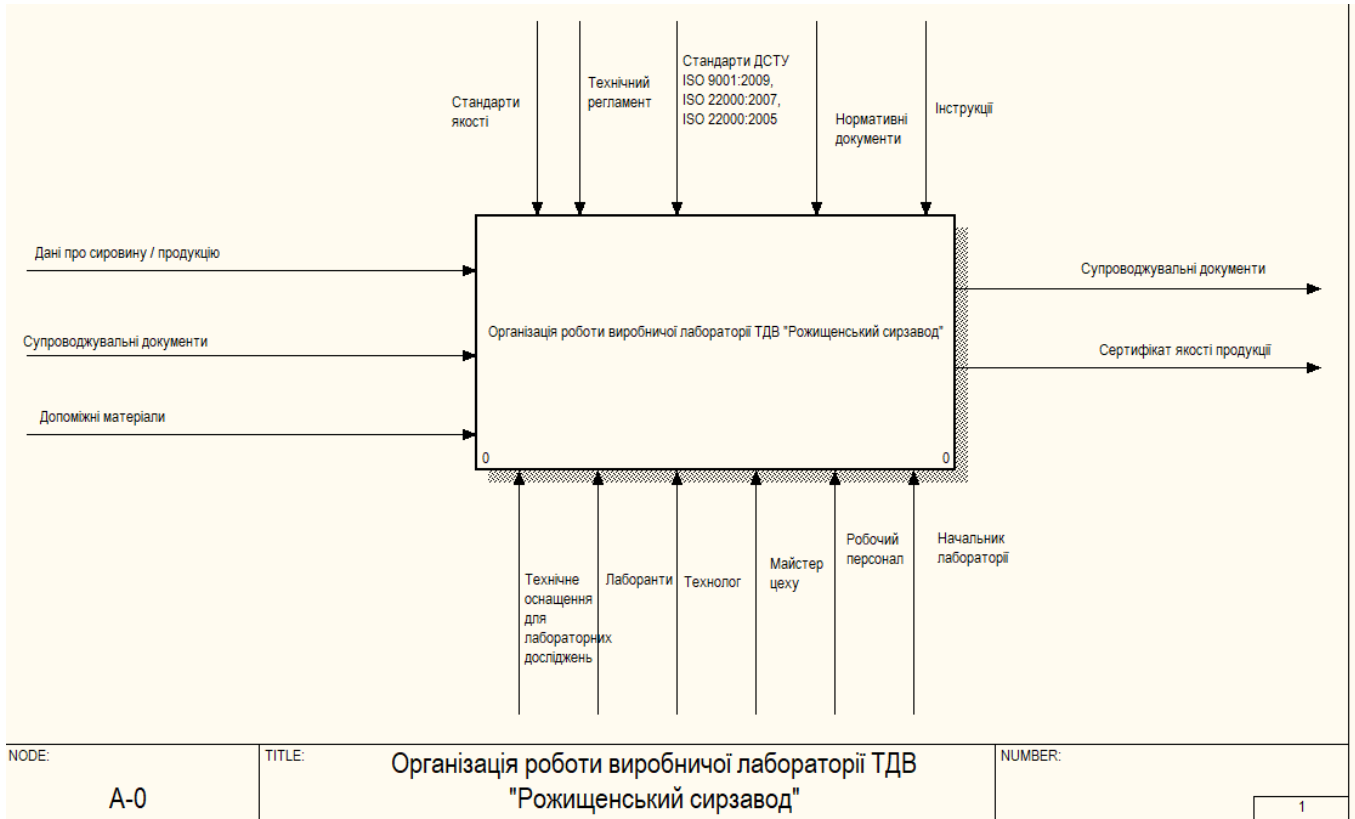 Стандарти
якості
Технічний
регламент
Стандарти ДСТУ
ISO 9001:2009,
ISO 22000:2007,
ISO 22000:2005
Нормативні
документи
Інструкції
Дані про сировину / продукцію
Супроводжувальні документи
Допоміжні матеріали
Організація роботи виробничої лабораторії ТДВ "Рожищенський сирзавод"
0
0
Супроводжувальні документи
Сертифікат якості продукції
Технічне
оснащення
для
лабораторних
досліджень
Лаборанти
Технолог
Майстер
цеху
Робочий
персонал
Начальник
лабораторії
NODE:
A-0
TITLE:
Організація роботи виробничої лабораторії ТДВ
"Рожищенський сирзавод"
NUMBER:
1